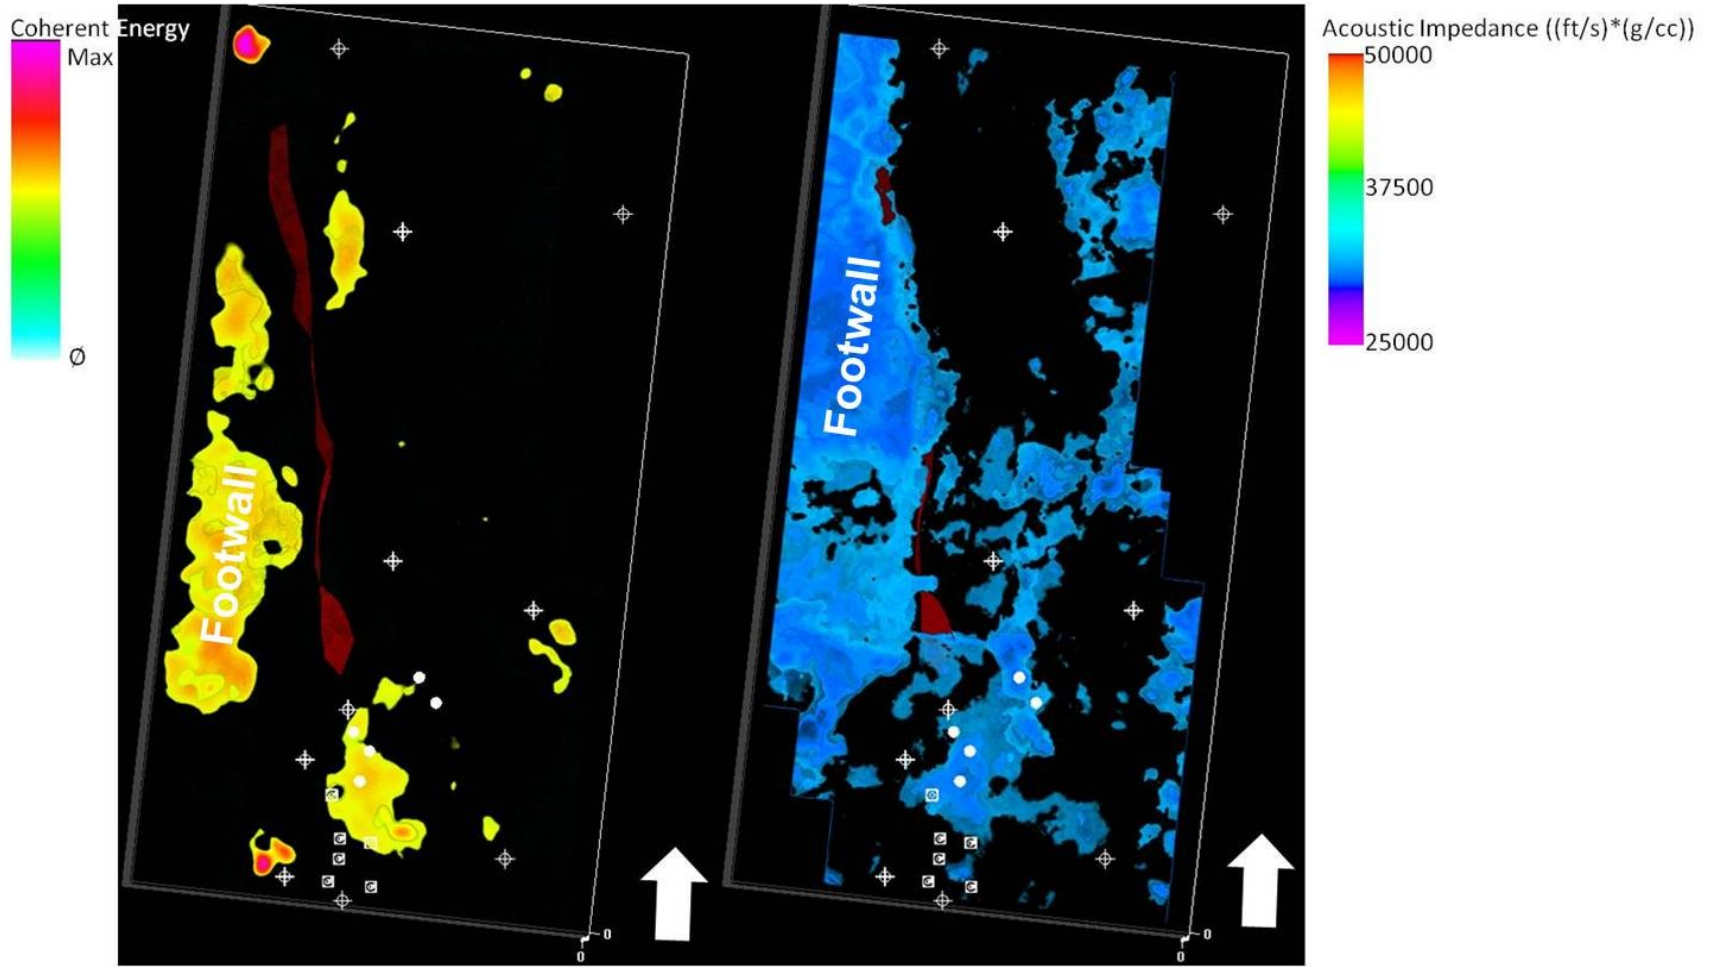 Coherent Energy
Max
Ø
Footwall
0
0
Footwall
0
0
Acoustic Impedance ((ft/s)*(g/cc))
50000
37500
25000